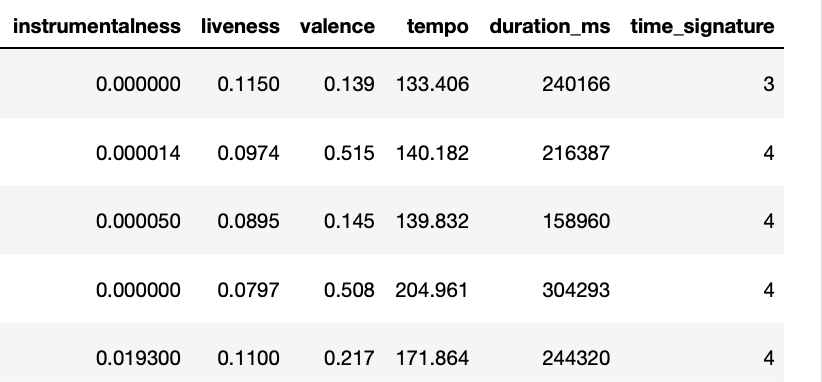 instrumentalness liveness valence tempo duration_ms time_signature
0.000000 0.1150 0.139 133.406 240166 3
0.000014 0.0974 0.515 140.182 216387 4
0.000050 0.0895 0.145 139.832 158960 4
0.000000 0.0797 0.508 204.961 304293 4
0.019300 0.1100 0.217 171.864 244320 4